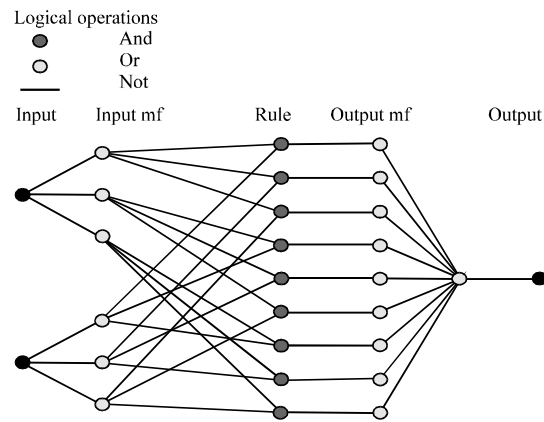 Logical operations
And
Or
Not
Input Input mf Rule Output mf Output